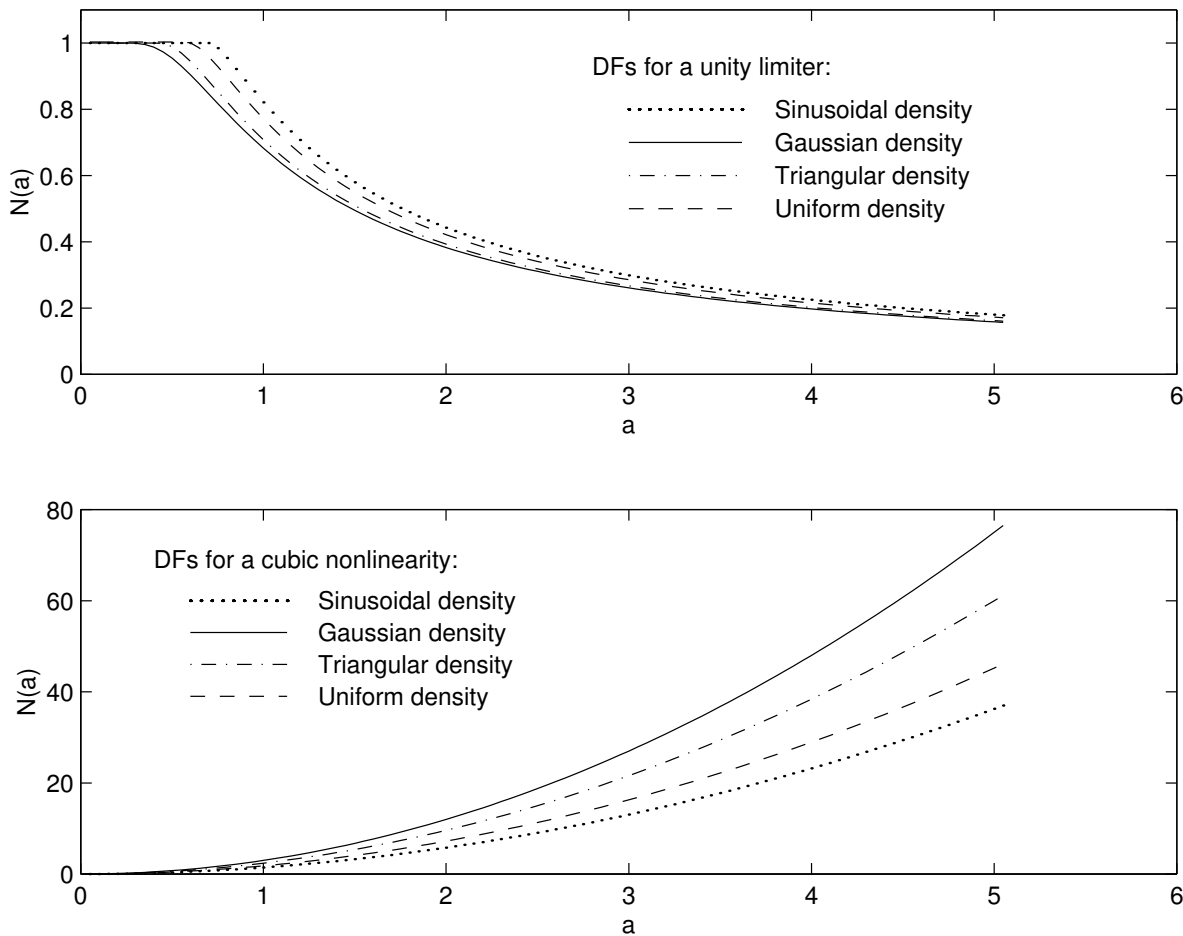 1
0.8
0.6
0.4
0.2
0
N(a)
DFs for a unity limiter:
Sinusoidal density
Gaussian density
Triangular density
Uniform density
0 1 2 3 4 5 6
a
80
60
40
20
0
N(a)
DFs for a cubic nonlinearity:
Sinusoidal density
Gaussian density
Triangular density
Uniform density
0 1 2 3 4 5 6
a